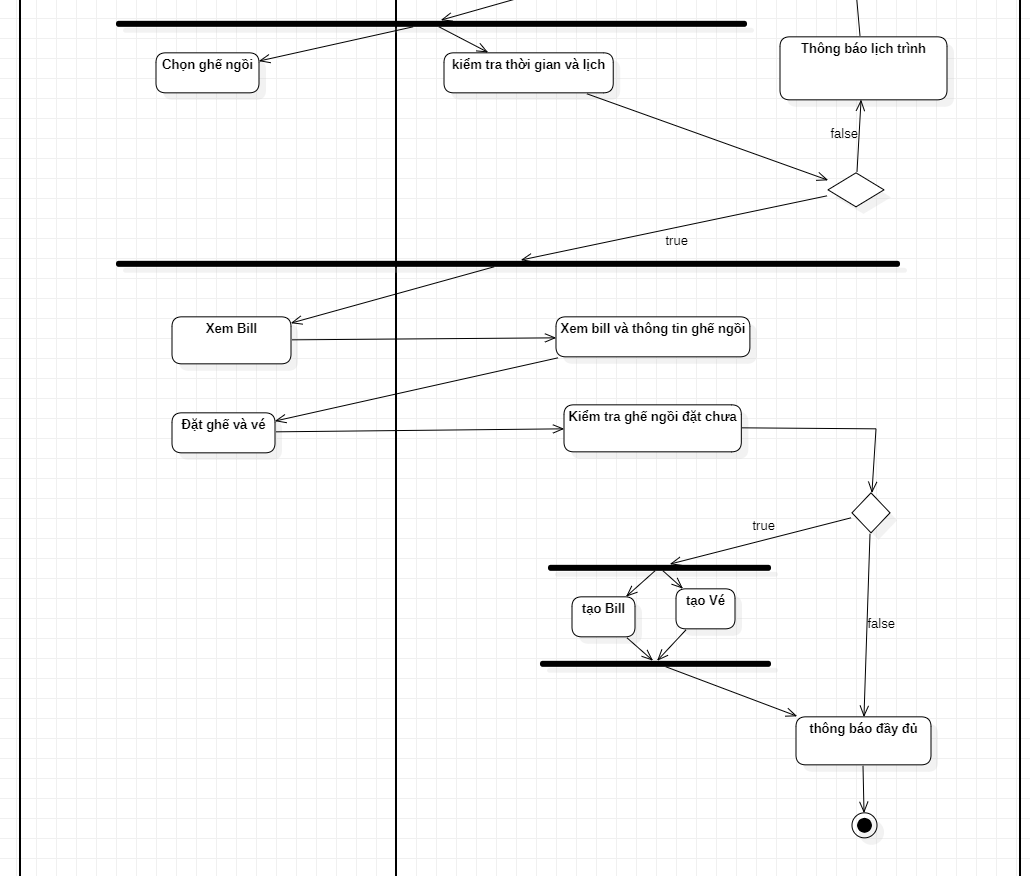 Thông báo lịch trình
Chọn ghế ngồi
kiểm tra thời gian và lịch
false
true
Xem Bill
Xem bill và thông tin ghế ngồi
Đặt ghế và vé
Kiểm tra ghế ngồi đặt chưa
true
tạo Bill
tạo Vé
false
thông báo đầy đủ